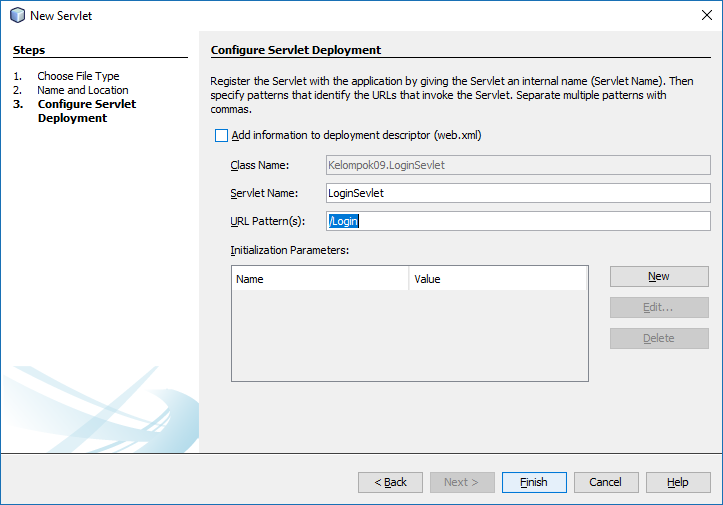 New Servlet
Steps
1. Choose File Type
2. Name and Location
3. Configure Servlet
Deployment
Configure Servlet Deployment
Register the Servlet with the application by giving the Servlet an internal name (Servlet Name). Then
specify patterns that identify the URLs that invoke the Servlet. Separate multiple patterns with
commas.
Add information to deployment descriptor (web.xml)
Class Name: Kelompok09.LoginSevlet
Servlet Name: LoginSevlet
URL Pattern(s): /Login
Initialization Parameters:
Name Value
New
Edit...
Delete
< Back Next > Finish Cancel Help